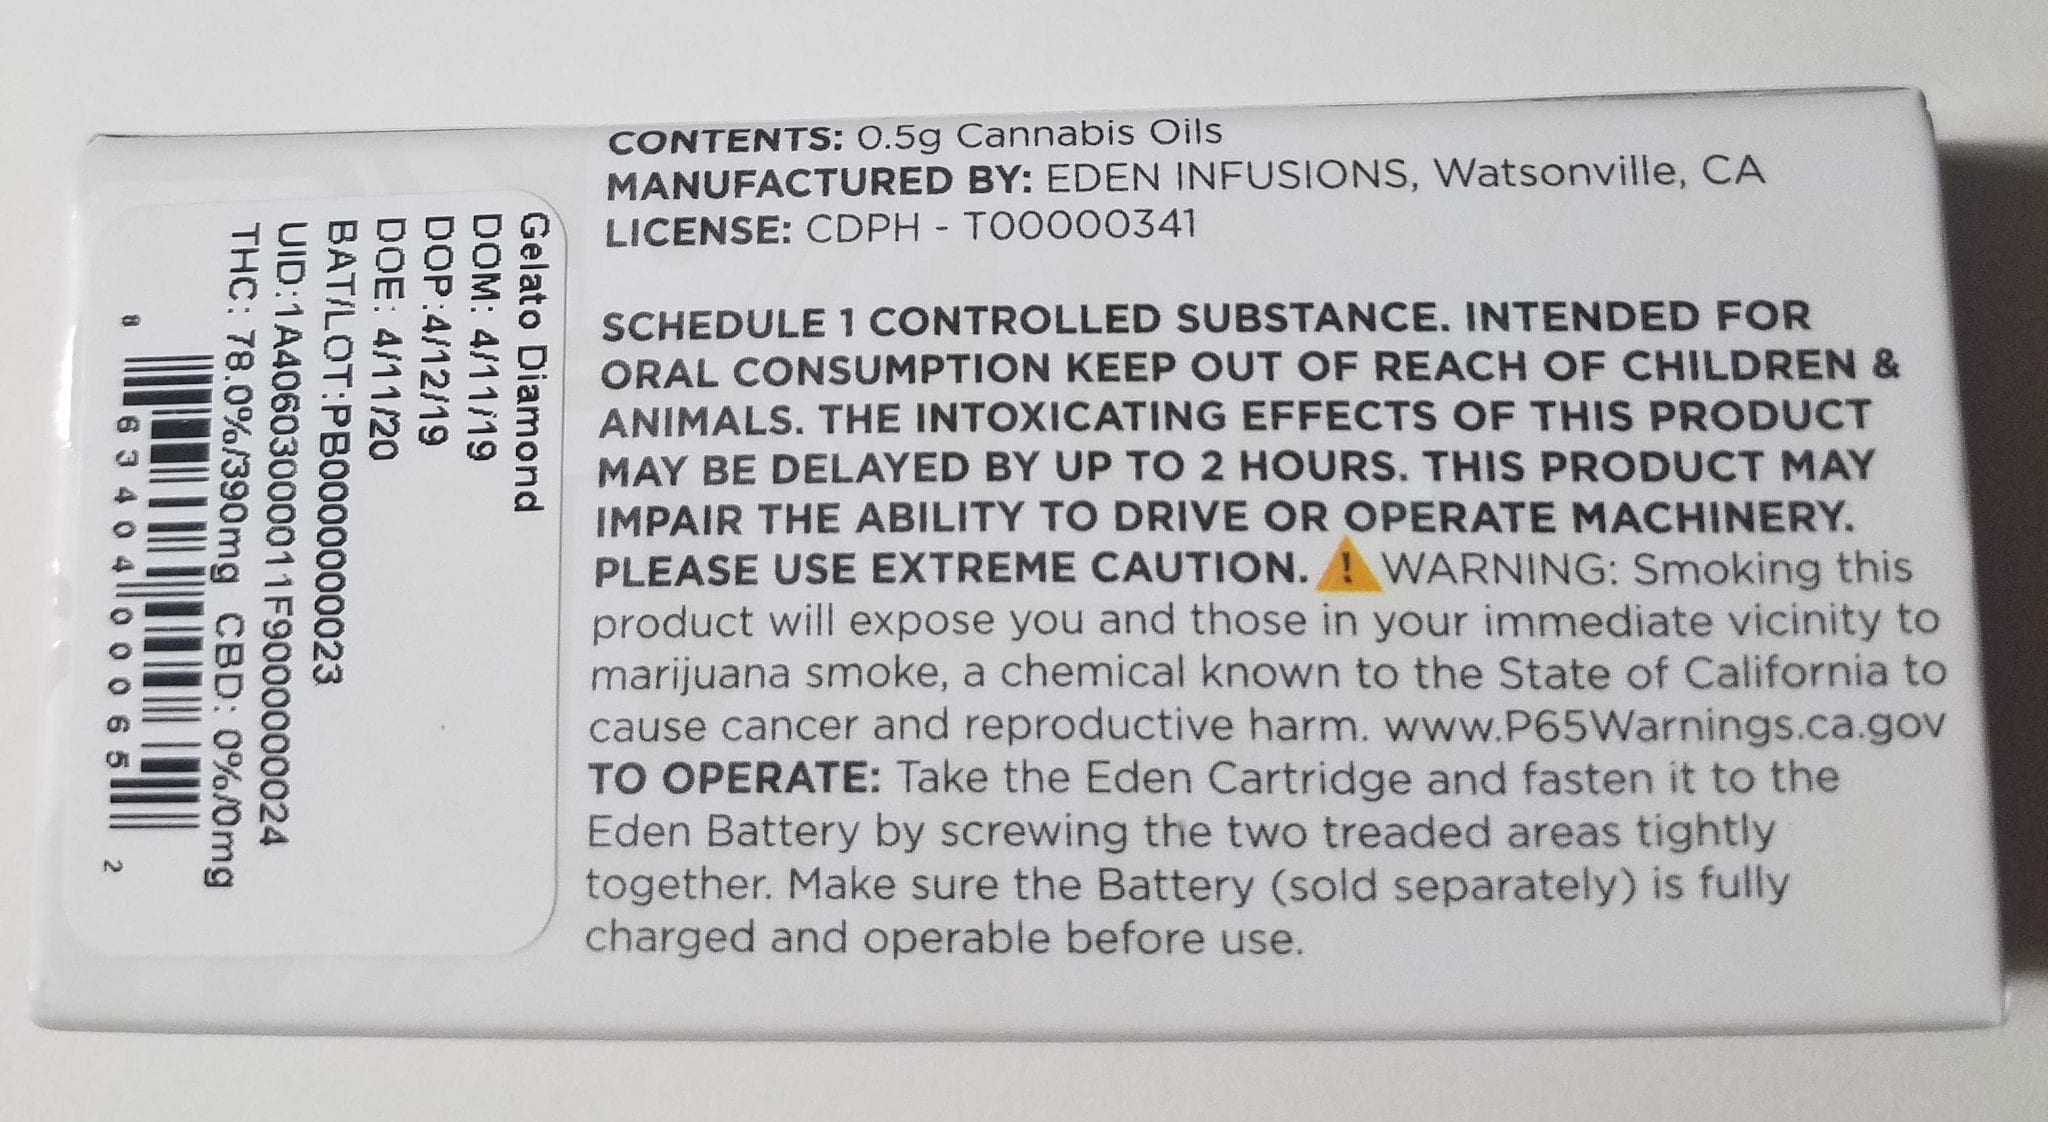 CONTENTS: 0.5g Cannabis Oils
MANUFACTURED BY: EDEN INFUSIONS, Watsonville, CA
LICENSE: CDPH - T00000341
SCHEDULE 1 CONTROLLED SUBSTANCE. INTENDED FOR
ORAL CONSUMPTION KEEP OUT OF REACH OF CHILDREN &
ANIMALS. THE INTOXICATING EFFECTS OF THIS PRODUCT
MAY BE DELAYED BY UP TO 2 HOURS. THIS PRODUCT MAY
IMPAIR THE ABILITY TO DRIVE OR OPERATE MACHINERY.
PLEASE USE EXTREME CAUTION. ! WARNING: Smoking this
product will expose you and those in your immediate vicinity to
marijuana smoke, a chemical known to the State of California to
cause cancer and reproductive harm. www.P65Warnings.ca.gov
TO OPERATE: Take the Eden Cartridge and fasten it to the
Eden Battery by screwing the two treaded areas tightly
together. Make sure the Battery (sold separately) is fully
charged and operable before use.
Gelato Diamond
DOM: 4/11/19
DOP:4/12/19
DOE: 4/11/20
BAT/LOT:PB0000000023
UID:1A40603000011F9000000024
THC: 78.0%/390mg CBD: 0%/0mg
8 63404 00065 2